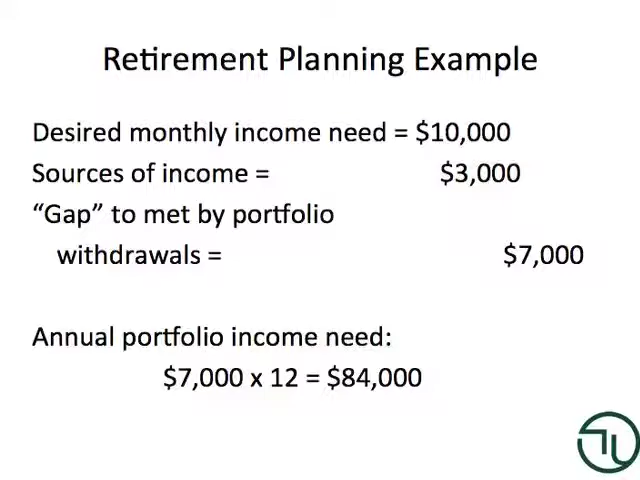 Retirement Planning Example
Desired monthly income need = $10,000
Sources of income = $3,000
“Gap” to met by portfolio
withdrawals = $7,000
Annual portfolio income need:
$7,000 x 12 = $84,000